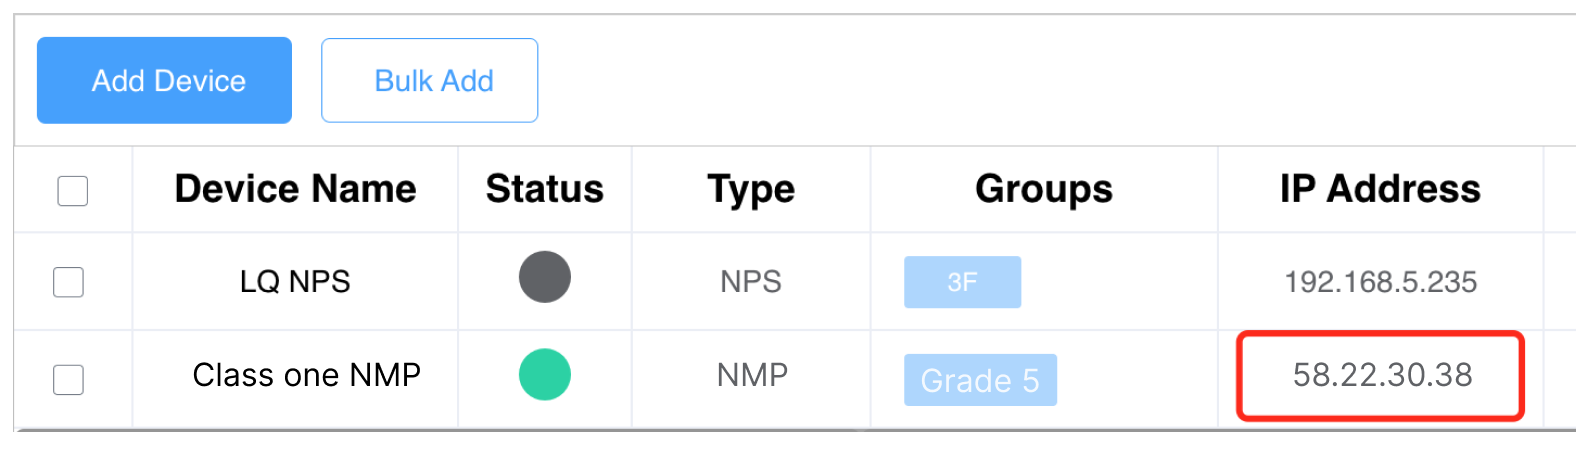 Add Device Bulk Add
Device Name Status Type Groups IP Address
LQ NPS NPS 3F 192.168.5.235
Class one NMP NMP Grade 5 58.22.30.38